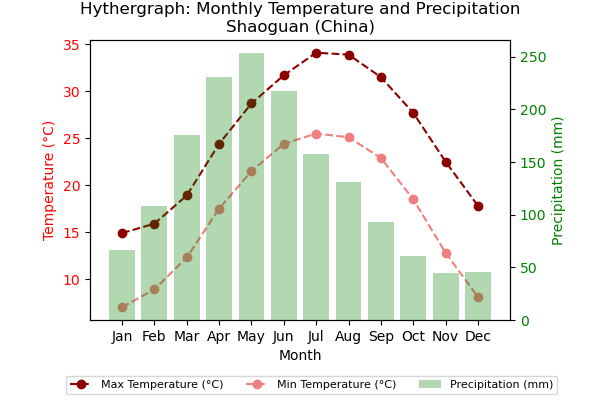 Hythergraph: Monthly Temperature and Precipitation
Shaoguan (China)
Temperature (°C)
35
30
25
20
15
10
Precipitation (mm)
250
200
150
100
50
0
Jan Feb Mar Apr May Jun Jul Aug Sep Oct Nov Dec
Month
Max Temperature (°C) Min Temperature (°C) Precipitation (mm)